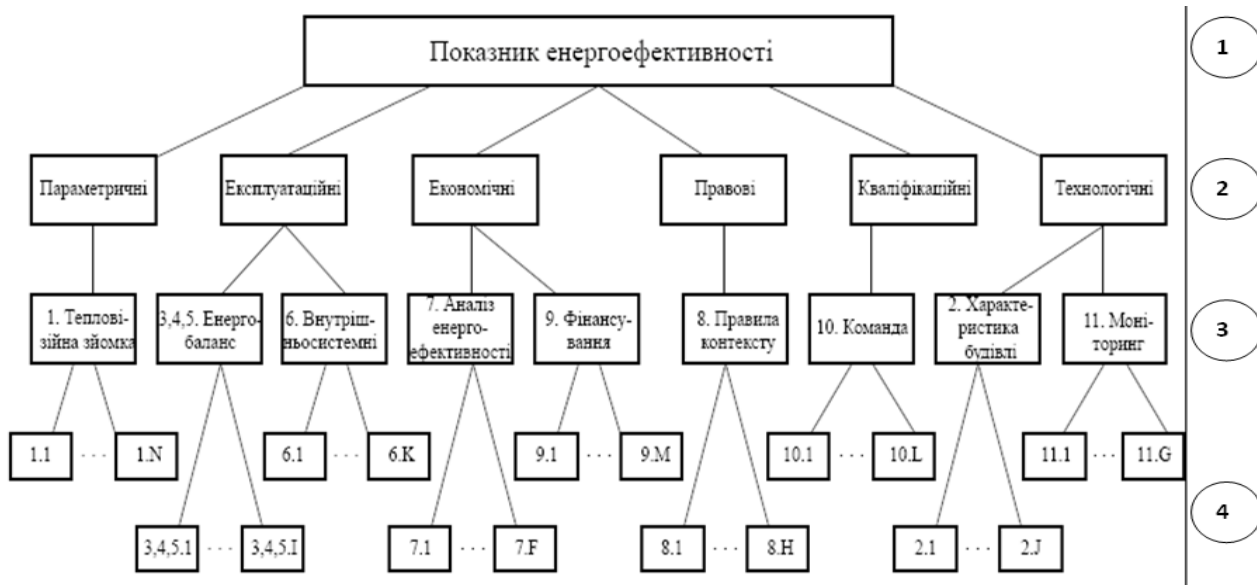 Показник енергоефективності
1
Параметричні
Експлуатаційні
Економічні
Правові
Кваліфікаційні
Технологічні
2
1. Теплові-
зійна зйомка
3,4,5. Енерго-
баланс
6. Внутріш-
ньосистемні
7. Аналіз
енерго-
ефективності
9. Фінансу-
вання
8. Правила
контексту
10. Команда
2. Характе-
ристика
будівлі
11. Моні-
торинг
3
1.1 ... 1.N
6.1 ... 6.K
9.1 ... 9.M
10.1 ... 10.L
11.1 ... 11.G
3,4,5.1 ... 3,4,5.I
7.1 ... 7.F
8.1 ... 8.H
2.1 ... 2.J
4